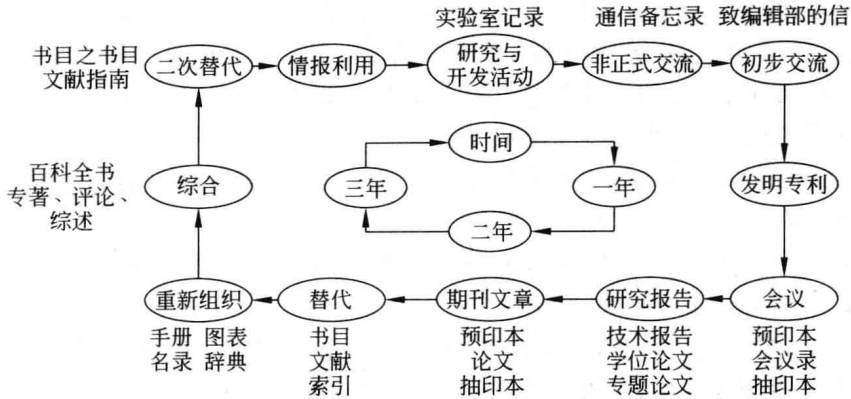 实验室记录 通信备忘录 致编辑部的信
书目之书目
文献指南
二次替代
情报利用
研究与
开发活动
非正式交流
初步交流
时间
百科全书
专著、评论、
综述
综合
三年
一年
发明专利
二年
重新组织
替代
期刊文章
研究报告
会议
手册 图表
名录 辞典
书目
文献
索引
预印本
论文
抽印本
技术报告
学位论文
专题论文
预印本
会议录
抽印本